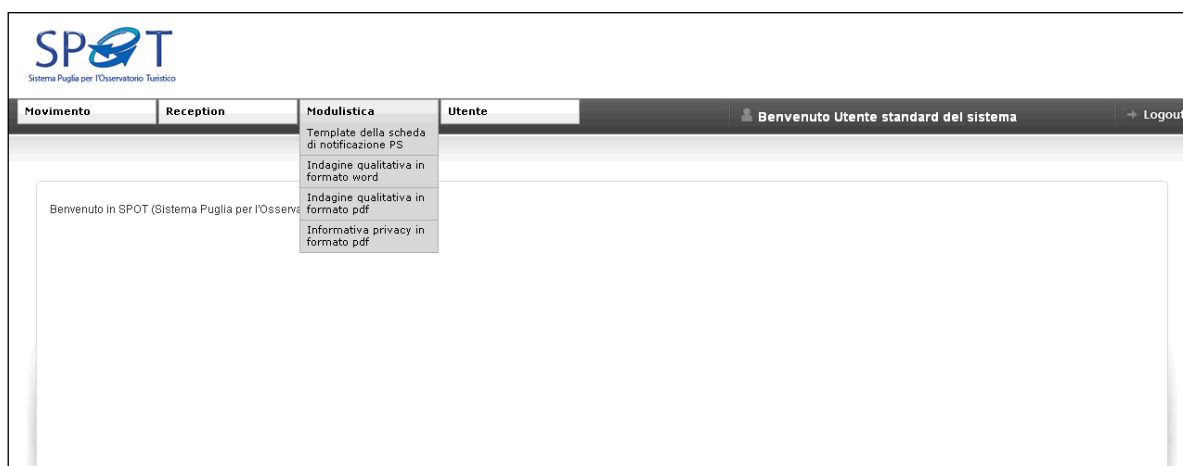 SPOT
Sistema Puglia per l'Osservatorio Turistico
Movimento
Reception
Modulistica
Utente
Benvenuto Utente standard del sistema
Logout
Template della scheda
di notificazione PS
Indagine qualitativa in
formato word
Indagine qualitativa in
formato pdf
Informativa privacy in
formato pdf
Benvenuto in SPOT (Sistema Puglia per l'Osserva